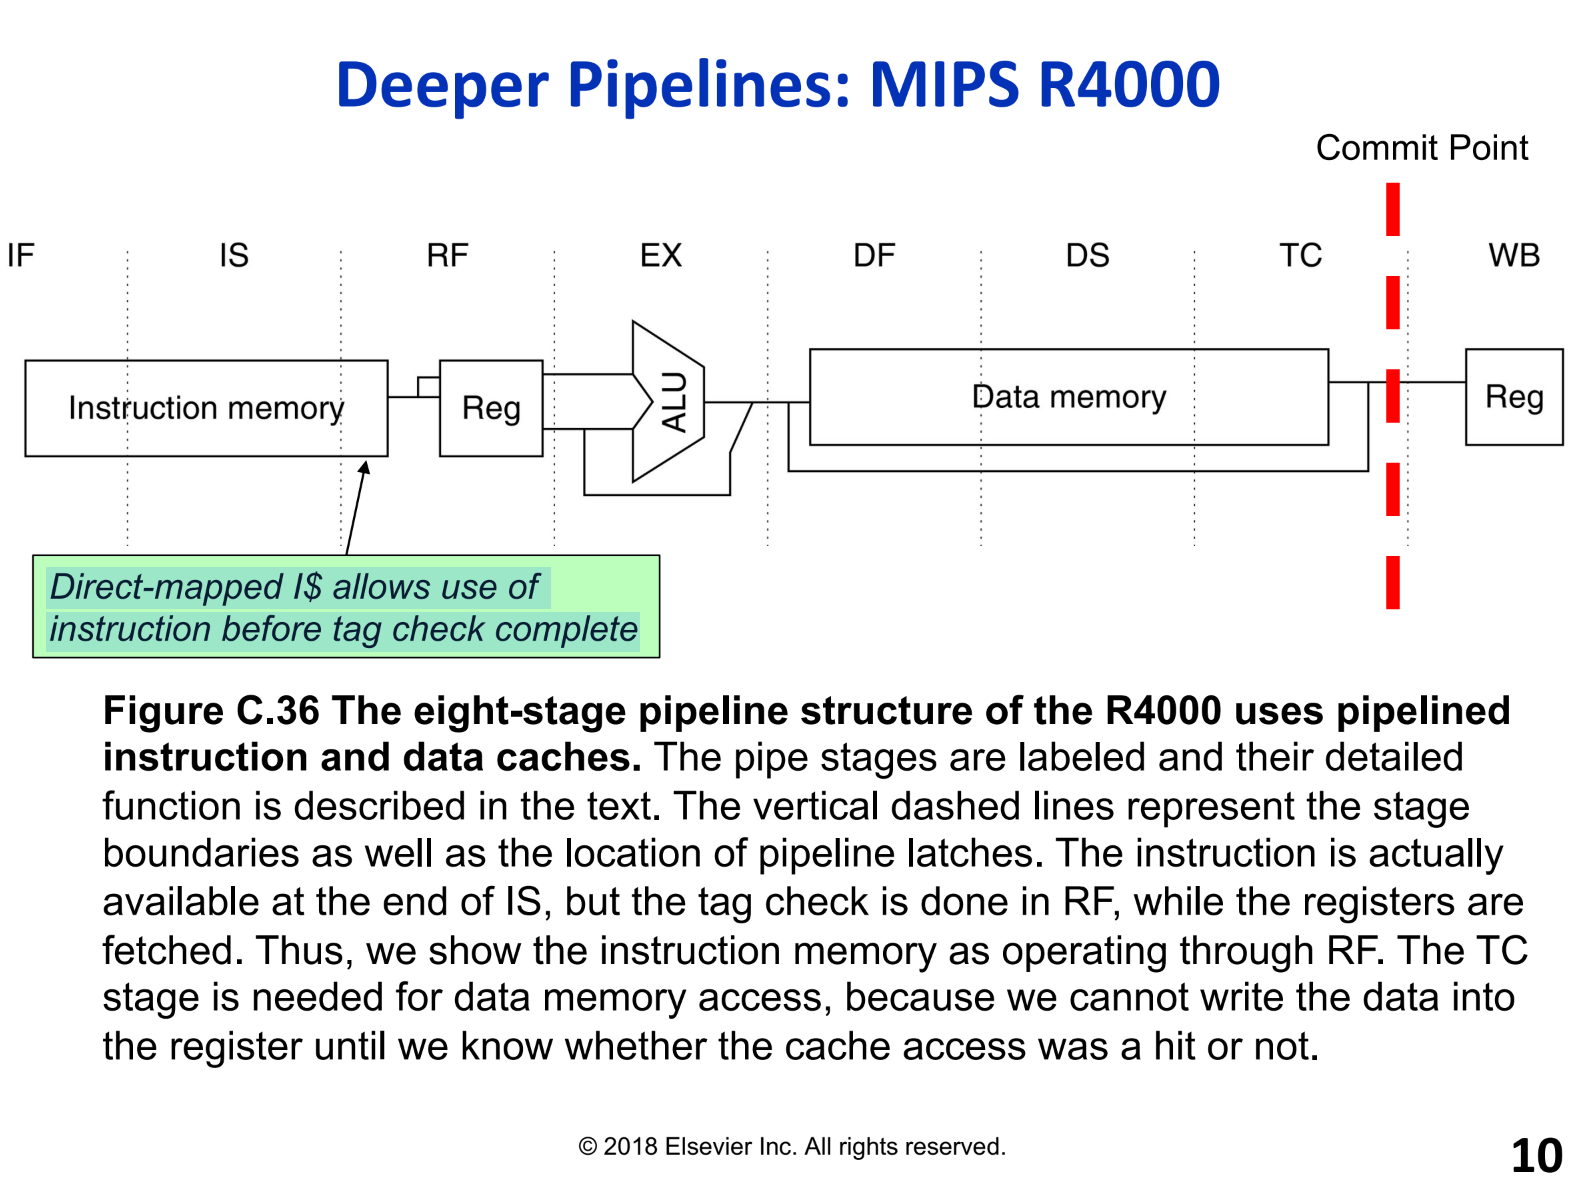 Deeper Pipelines: MIPS R4000
Commit Point
IF IS RF EX DF DS TC WB
Instruction memory Reg ALU Data memory Reg
Direct-mapped I$ allows use of
instruction before tag check complete
Figure C.36 The eight-stage pipeline structure of the R4000 uses pipelined
instruction and data caches. The pipe stages are labeled and their detailed
function is described in the text. The vertical dashed lines represent the stage
boundaries as well as the location of pipeline latches. The instruction is actually
available at the end of IS, but the tag check is done in RF, while the registers are
fetched. Thus, we show the instruction memory as operating through RF. The TC
stage is needed for data memory access, because we cannot write the data into
the register until we know whether the cache access was a hit or not.
© 2018 Elsevier Inc. All rights reserved.
10